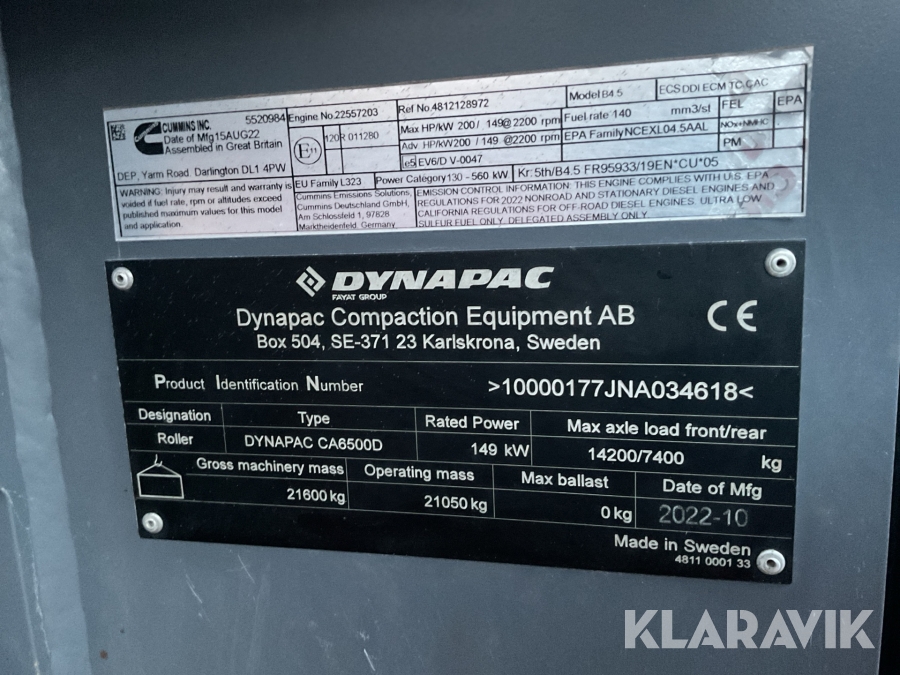 CUMMINS INC. 5520984
Date of Mfg 15AUG22
Assembled in Great Britain
DEP, Yarm Road. Darlington DL1 4PW
WARNING: Injury may result and warranty is
voided if fuel rate, rpm or altitudes exceed
published maximum values for this model
and application.
Engine No.22557203
E11 120R 011280
EU Family L323
Power Category 130 - 560 kW
Cummins Emissions Solutions,
Cummins Deutschland GmbH,
Am Schlossfeld 1, 97828
Marktheidenfeld, Germany
Ref No.4812128972
Max HP/kW 200/ 149@2200 rpm
Adv. HP/kW200 / 149 @2200 rpm
e5 EV6/D V-0047
Model B4.5
Fuel rate 140 mm3/st
EPA Family NCEXL04.5AAL
Kr: 5th/B4.5 FR95933/19EN*CU*05
ECS DDI ECM TC CAC
FEL EPA
NOx+NMHC
PM
EMISSION CONTROL INFORMATION: THIS ENGINE COMPLIES WITH U.S. EPA
REGULATIONS FOR 2022 NONROAD AND STATIONARY DIESEL ENGINES, ULTRA LOW
CALIFORNIA REGULATIONS FOR OFF-ROAD DIESEL ENGINES.
SULFUR FUEL ONLY. DELEGATED ASSEMBLY ONLY.
DYNAPAC
FAYAT GROUP
Dynapac Compaction Equipment AB
CE
Box 504, SE-371 23 Karlskrona, Sweden
Product Identification Number >10000177JNA034618<
Designation Type Rated Power Max axle load front/rear
Roller DYNAPAC CA6500D 149 kW 14200/7400 kg
Gross machinery mass Operating mass Max ballast Date of Mfg
21600 kg 21050 kg 0 kg 2022-10
Made in Sweden
4811 0001 33
KLARAVIK